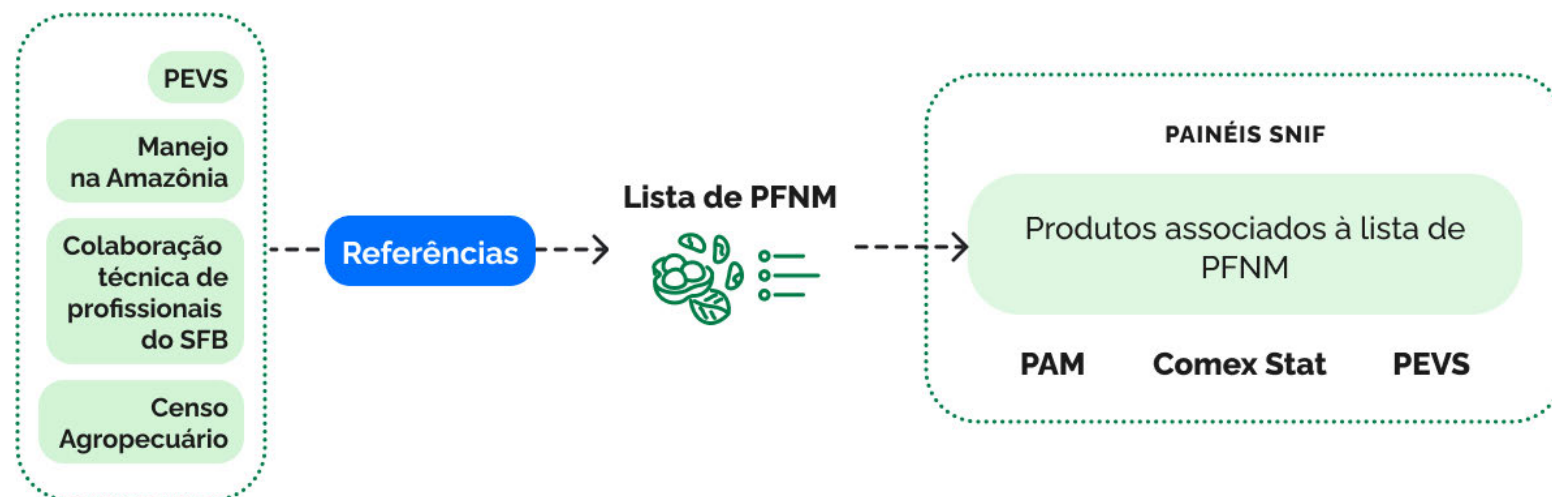 PEVS
Manejo
na Amazônia
Colaboração
técnica de
profissionais
do SFB
Censo
Agropecuário
Referências
Lista de PFNM
PAINÉIS SNIF
Produtos associados à lista de
PFNM
PAM Comex Stat PEVS